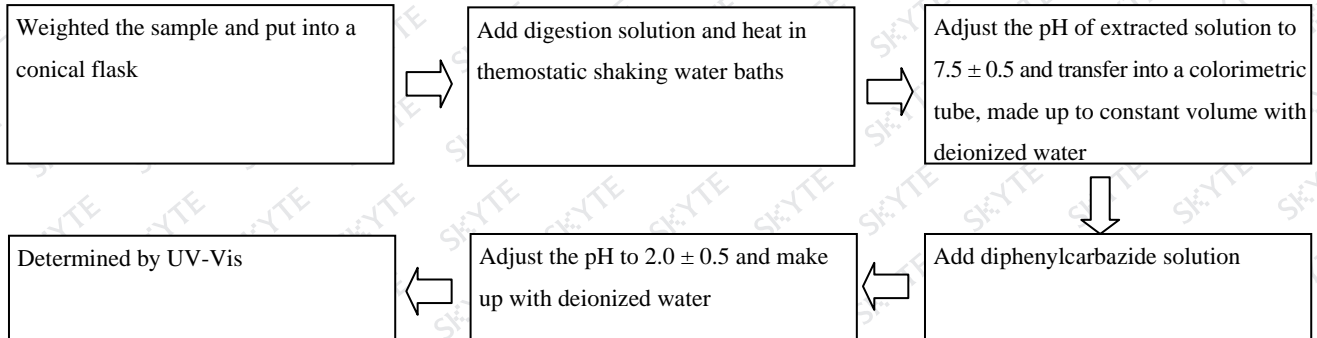 Weighted the sample and put into a
conical flask
Add digestion solution and heat in
themostatic shaking water baths
Adjust the pH of extracted solution to
7.5 ± 0.5 and transfer into a colorimetric
tube, made up to constant volume with
deionized water
Add diphenylcarbazide solution
Adjust the pH to 2.0 ± 0.5 and make
up with deionized water
Determined by UV-Vis